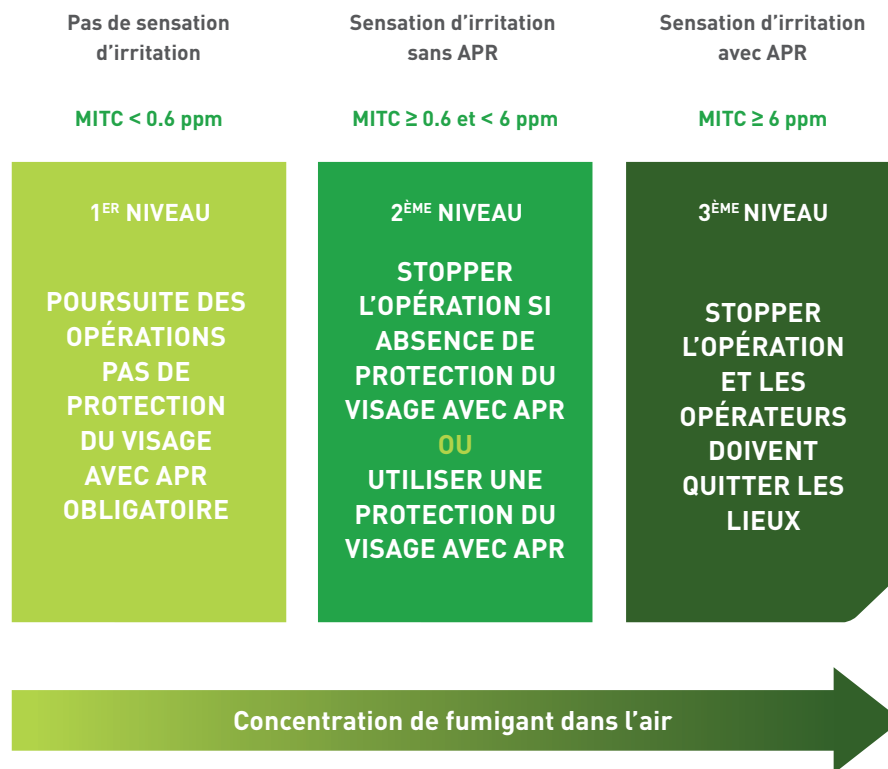 Pas de sensation
d'irritation
MITC < 0.6 ppm
1ER NIVEAU
POURSUITE DES
OPÉRATIONS
PAS DE
PROTECTION
DU VISAGE
AVEC APR
OBLIGATOIRE
Sensation d'irritation
sans APR
MITC ≥ 0.6 et < 6 ppm
2ÈME NIVEAU
STOPPER
L'OPÉRATION SI
ABSENCE DE
PROTECTION DU
VISAGE AVEC APR
OU
UTILISER UNE
PROTECTION DU
VISAGE AVEC APR
Sensation d'irritation
avec APR
MITC ≥ 6 ppm
3ÈME NIVEAU
STOPPER
L'OPÉRATION
ET LES
OPÉRATEURS
DOIVENT
QUITTER LES
LIEUX
Concentration de fumigant dans l'air